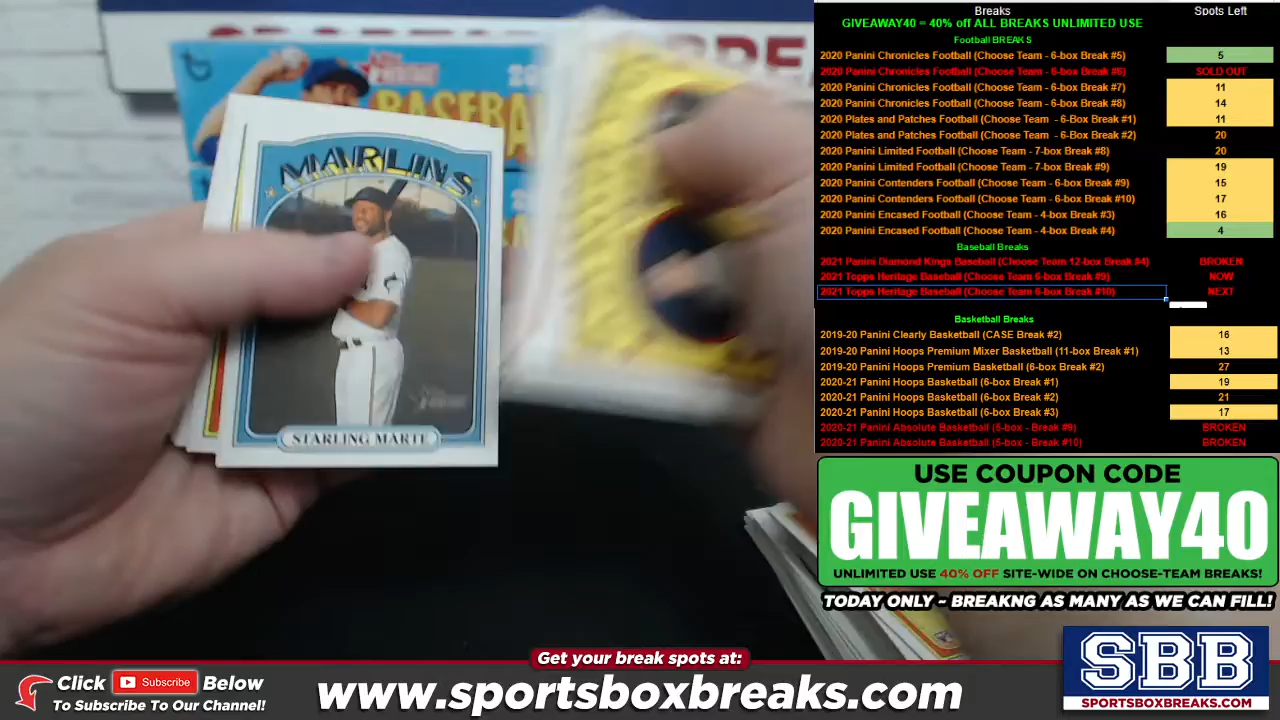 Breaks Spots Left
GIVEAWAY40 = 40% off ALL BREAKS UNLIMITED USE
Football BREAKS
2020 Panini Chronicles Football (Choose Team - 6-box Break #5) 5
2020 Panini Chronicles Football (Choose Team - 6-box Break #6) SOLD OUT
2020 Panini Chronicles Football (Choose Team - 6-box Break #7) 11
2020 Panini Chronicles Football (Choose Team - 6-box Break #8) 14
2020 Plates and Patches Football (Choose Team - 6-Box Break #1) 11
2020 Plates and Patches Football (Choose Team - 6-Box Break #2) 20
2020 Panini Limited Football (Choose Team - 7-box Break #8) 20
2020 Panini Limited Football (Choose Team - 7-box Break #9) 19
2020 Panini Contenders Football (Choose Team - 6-box Break #9) 15
2020 Panini Contenders Football (Choose Team - 6-box Break #10) 17
2020 Panini Encased Football (Choose Team - 4-box Break #3) 16
2020 Panini Encased Football (Choose Team - 4-box Break #4) 4
Baseball Breaks
2021 Panini Diamond Kings Baseball (Choose Team 12-box Break #4) BROKEN
2021 Topps Heritage Baseball (Choose Team 6-box Break #9) NOW
2021 Topps Heritage Baseball (Choose Team 6-box Break #10) NEXT
Basketball Breaks
2019-20 Panini Clearly Basketball (CASE Break #2) 16
2019-20 Panini Hoops Premium Mixer Basketball (11-box Break #1) 13
2019-20 Panini Hoops Premium Basketball (6-box Break #2) 27
2020-21 Panini Hoops Basketball (6-box Break #1) 19
2020-21 Panini Hoops Basketball (6-box Break #2) 21
2020-21 Panini Hoops Basketball (6-box Break #3) 17
2020-21 Panini Absolute Basketball (5-box - Break #9) BROKEN
2020-21 Panini Absolute Basketball (5-box - Break #10) BROKEN
MARLINS
STARLING MARTE
USE COUPON CODE
GIVEAWAY40
UNLIMITED USE 40% OFF SITE-WIDE ON CHOOSE-TEAM BREAKS!
TODAY ONLY ~ BREAKNG AS MANY AS WE CAN FILL!
Get your break spots at:
Click Subscribe Below
To Subscribe To Our Channel!
www.sportsboxbreaks.com
SBB
SPORTSBOXBREAKS.COM